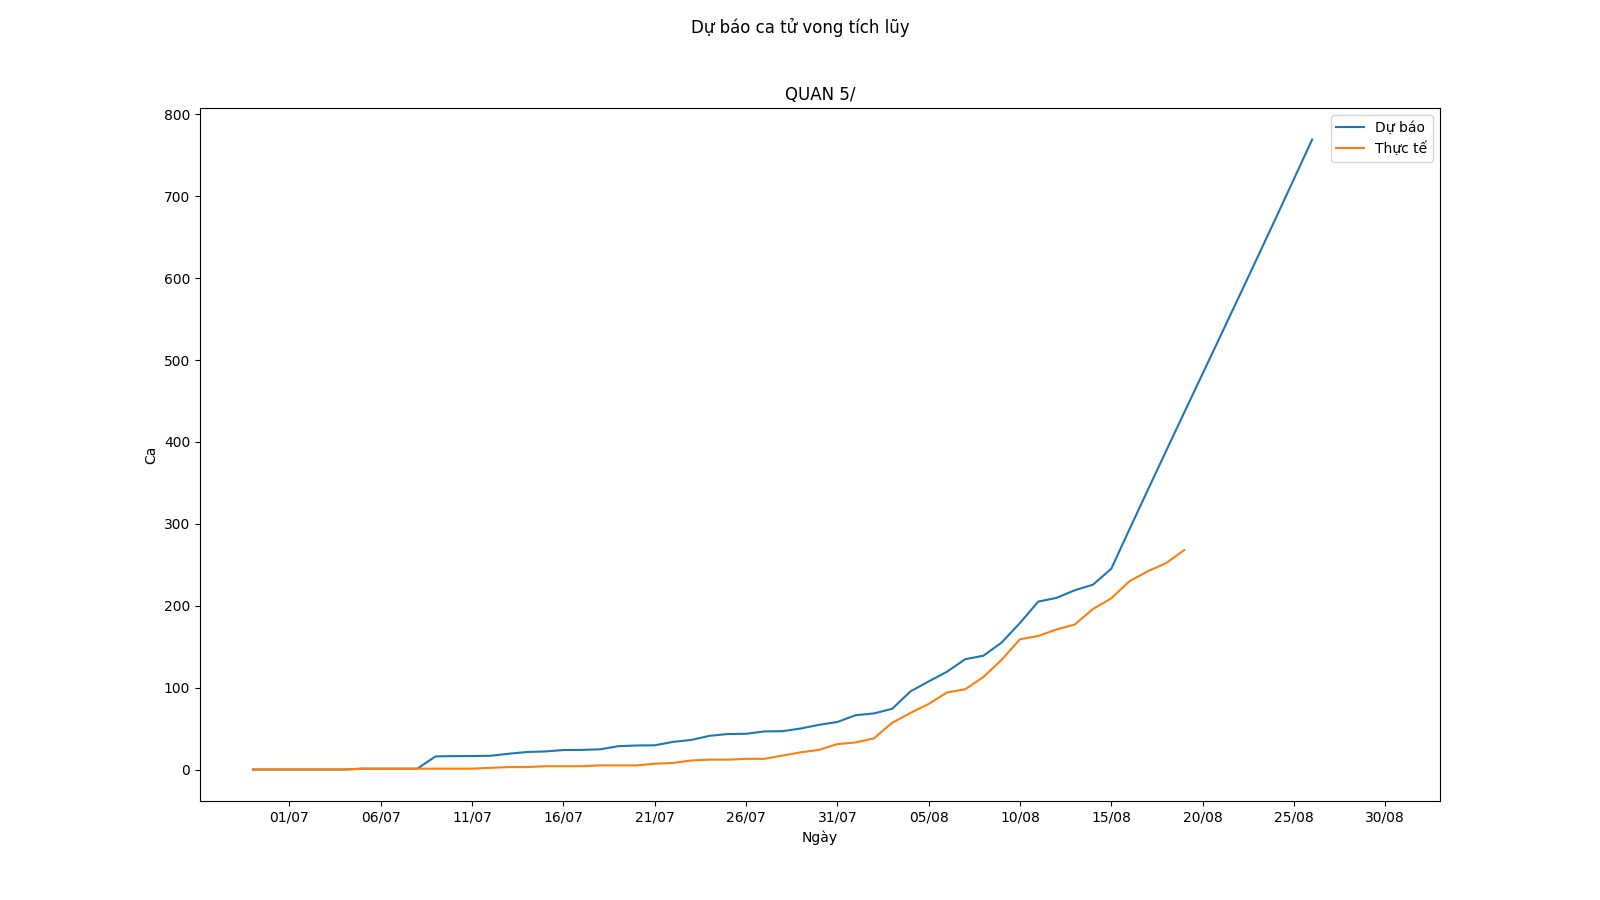 Dự báo ca tử vong tích lũy
QUAN 5/
Dự báo
Thực tế
800
700
600
500
400
300
200
100
0
Ca
01/07 06/07 11/07 16/07 21/07 26/07 31/07 05/08 10/08 15/08 20/08 25/08 30/08
Ngày